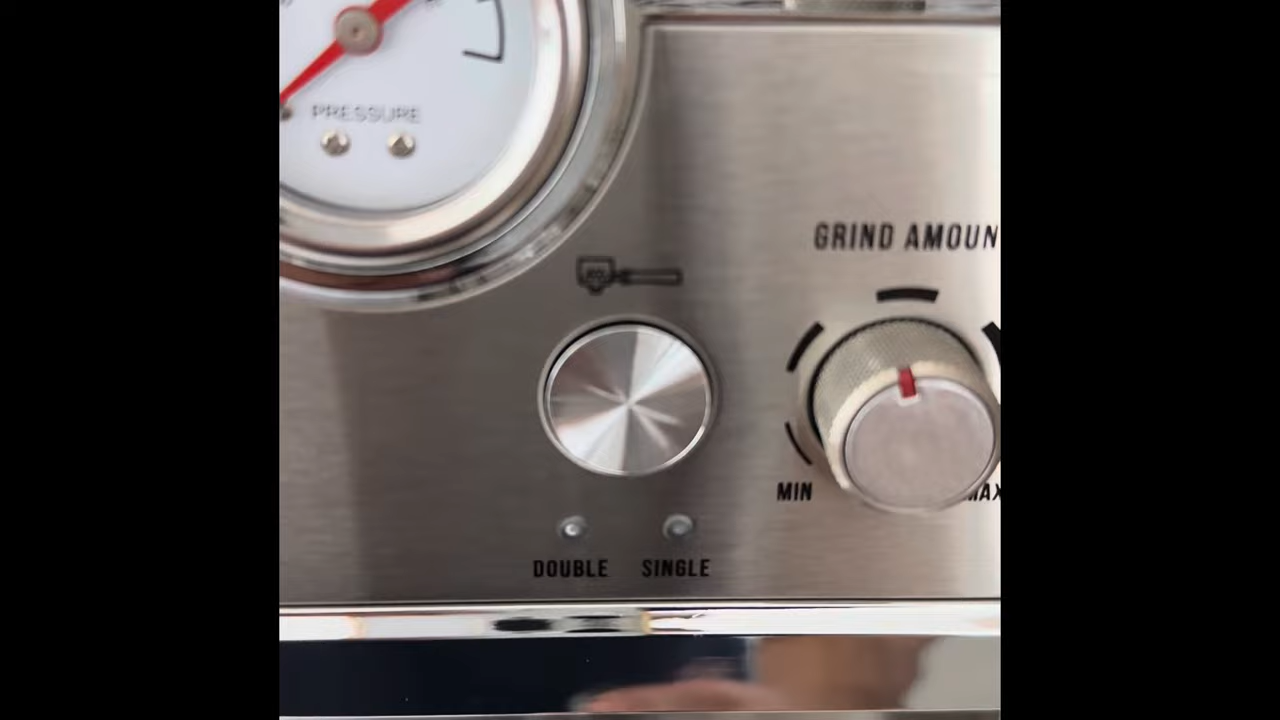 PRESSURE
GRIND AMOUN
MIN
MAX
DOUBLE SINGLE